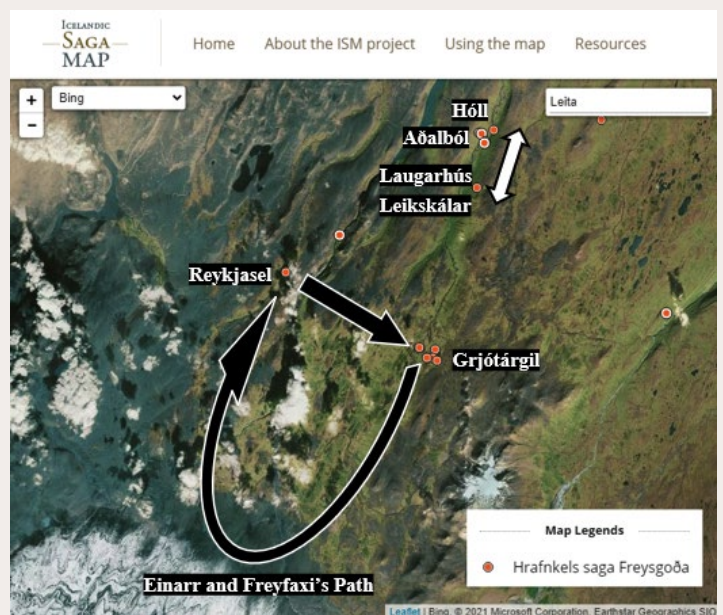 ICELANDIC
SAGA
MAP
Home About the ISM project Using the map Resources
+
−
Bing
Leita
Hóll
Aðalból
Laugarhús
Leikskálar
Reykjasel
Grjótárgil
Map Legends
Hrafnkels saga Freysgoða
Einarr and Freyfaxi's Path
Leaflet | Bing, © 2021 Microsoft Corporation, Earthstar Geographics SIO